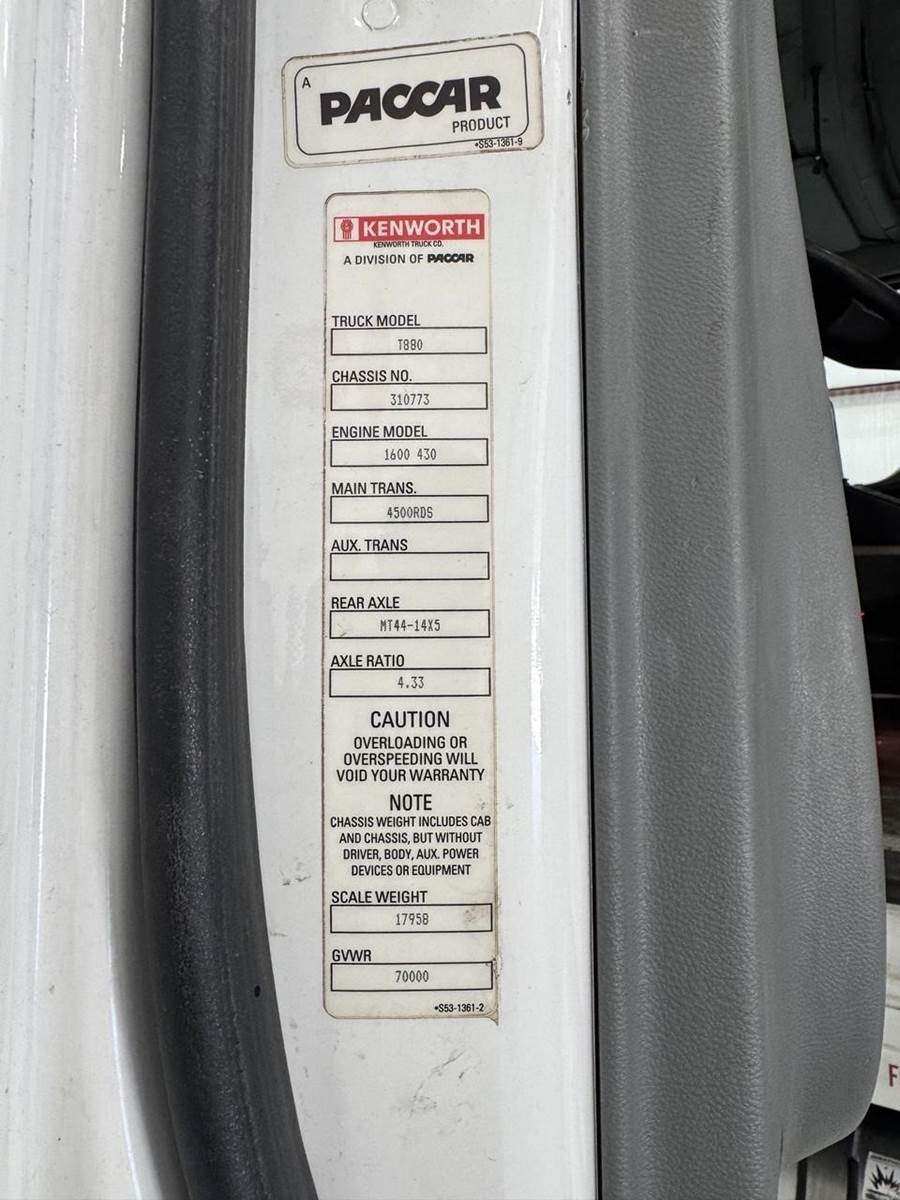 A
PACCAR
PRODUCT
•S53-1361-9
KENWORTH
KENWORTH TRUCK CO.
A DIVISION OF PACCAR
TRUCK MODEL
T880
CHASSIS NO.
310773
ENGINE MODEL
1600 430
MAIN TRANS.
4500RDS
AUX. TRANS
REAR AXLE
MT44-14X5
AXLE RATIO
4.33
CAUTION
OVERLOADING OR
OVERSPEEDING WILL
VOID YOUR WARRANTY
NOTE
CHASSIS WEIGHT INCLUDES CAB
AND CHASSIS, BUT WITHOUT
DRIVER, BODY, AUX. POWER
DEVICES OR EQUIPMENT
SCALE WEIGHT
17958
GVWR
70000
•S53-1361-2
F